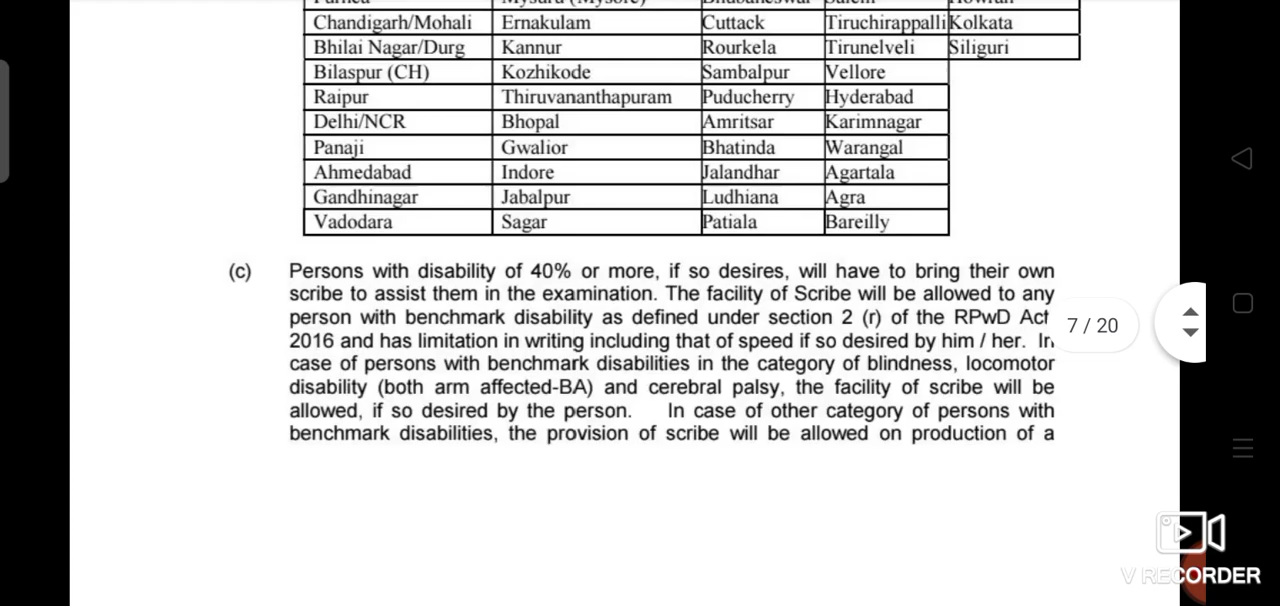 Purnea Mysuru (Mysore) Bhubaneswar Salem Howrah
Chandigarh/Mohali Ernakulam Cuttack Tiruchirappalli Kolkata
Bhilai Nagar/Durg Kannur Rourkela Tirunelveli Siliguri
Bilaspur (CH) Kozhikode Sambalpur Vellore
Raipur Thiruvananthapuram Puducherry Hyderabad
Delhi/NCR Bhopal Amritsar Karimnagar
Panaji Gwalior Bhatinda Warangal
Ahmedabad Indore Jalandhar Agartala
Gandhinagar Jabalpur Ludhiana Agra
Vadodara Sagar Patiala Bareilly
(c) Persons with disability of 40% or more, if so desires, will have to bring their own
scribe to assist them in the examination. The facility of Scribe will be allowed to any
person with benchmark disability as defined under section 2 (r) of the RPwD Act
2016 and has limitation in writing including that of speed if so desired by him / her. In
case of persons with benchmark disabilities in the category of blindness, locomotor
disability (both arm affected-BA) and cerebral palsy, the facility of scribe will be
allowed, if so desired by the person. In case of other category of persons with
benchmark disabilities, the provision of scribe will be allowed on production of a
7 / 20
V RECORDER